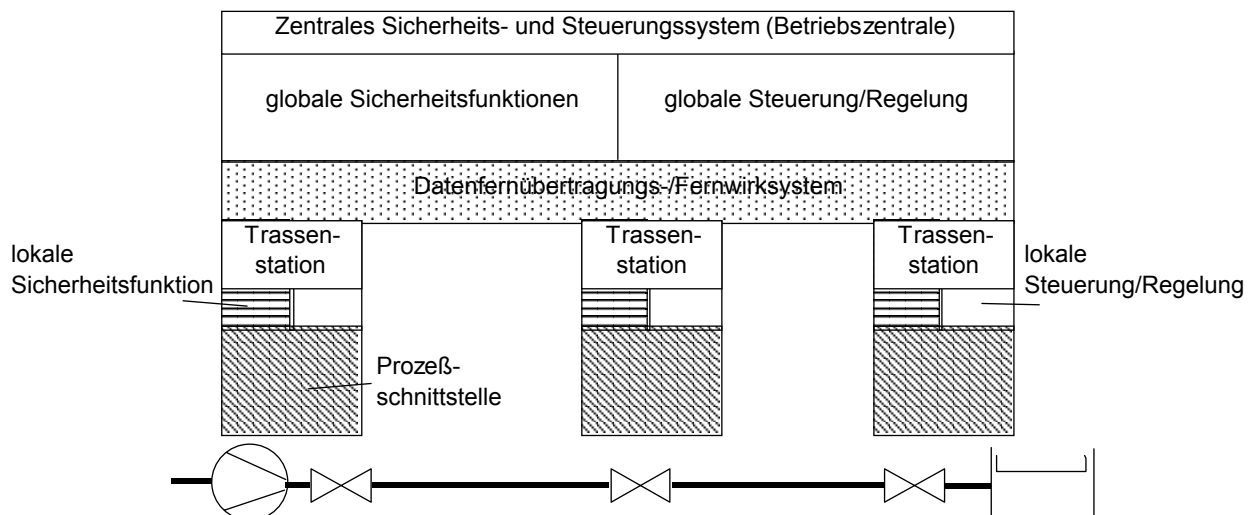 Zentrales Sicherheits- und Steuerungssystem (Betriebszentrale)
globale Sicherheitsfunktionen
globale Steuerung/Regelung
Datenfernübertragungs-/Fernwirksystem
Trassen-
station
Trassen-
station
Trassen-
station
lokale
Sicherheitsfunktion
lokale
Steuerung/Regelung
Prozeß-
schnittstelle